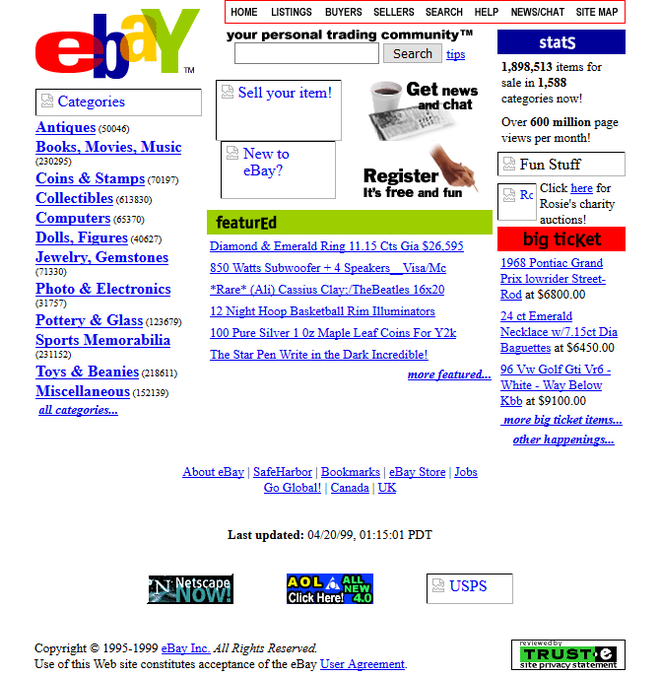 ebaY™
HOME LISTINGS BUYERS SELLERS SEARCH HELP NEWS/CHAT SITE MAP
your personal trading community™
Search tips
Categories
Antiques (50046)
Books, Movies, Music
(230295)
Coins & Stamps (70197)
Collectibles (613830)
Computers (65370)
Dolls, Figures (40627)
Jewelry, Gemstones
(71330)
Photo & Electronics
(31757)
Pottery & Glass (123679)
Sports Memorabilia
(231152)
Toys & Beanies (218611)
Miscellaneous (152139)
all categories...
Sell your item!
New to
eBay?
Get news
and chat
Register
It's free and fun
featurEd
Diamond & Emerald Ring 11.15 Cts Gia $26,595
850 Watts Subwoofer + 4 Speakers__Visa/Mc
*Rare* (Ali) Cassius Clay:/TheBeatles 16x20
12 Night Hoop Basketball Rim Illuminators
100 Pure Silver 1 0z Maple Leaf Coins For Y2k
The Star Pen Write in the Dark Incredible!
more featured...
statS
1,898,513 items for
sale in 1,588
categories now!
Over 600 million page
views per month!
Fun Stuff
Ro
Click here for
Rosie's charity
auctions!
big ticKet
1968 Pontiac Grand
Prix lowrider Street-
Rod at $6800.00
24 ct Emerald
Necklace w/7.15ct Dia
Baguettes at $6450.00
96 Vw Golf Gti Vr6 -
White - Way Below
Kbb at $9100.00
more big ticket items...
other happenings...
About eBay | SafeHarbor | Bookmarks | eBay Store | Jobs
Go Global! | Canada | UK
Last updated: 04/20/99, 01:15:01 PDT
N Netscape
NOW!
AOL ALL
NEW
Click Here! 4.0
USPS
Copyright © 1995-1999 eBay Inc. All Rights Reserved.
Use of this Web site constitutes acceptance of the eBay User Agreement.
reviewed by
TRUST·e
site privacy statement